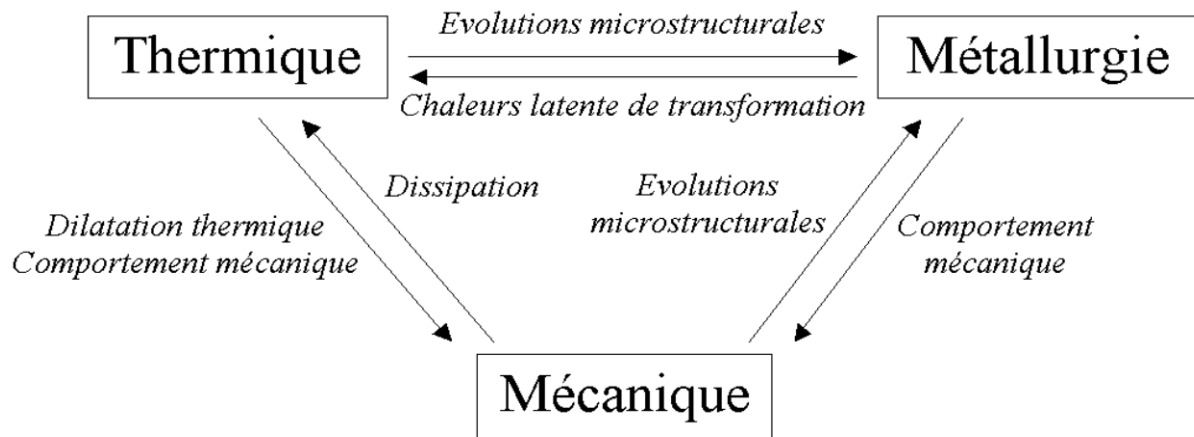 Evolutions microstructurales
Thermique
Métallurgie
Chaleurs latente de transformation
Dissipation
Evolutions
microstructurales
Dilatation thermique
Comportement mécanique
Comportement
mécanique
Mécanique